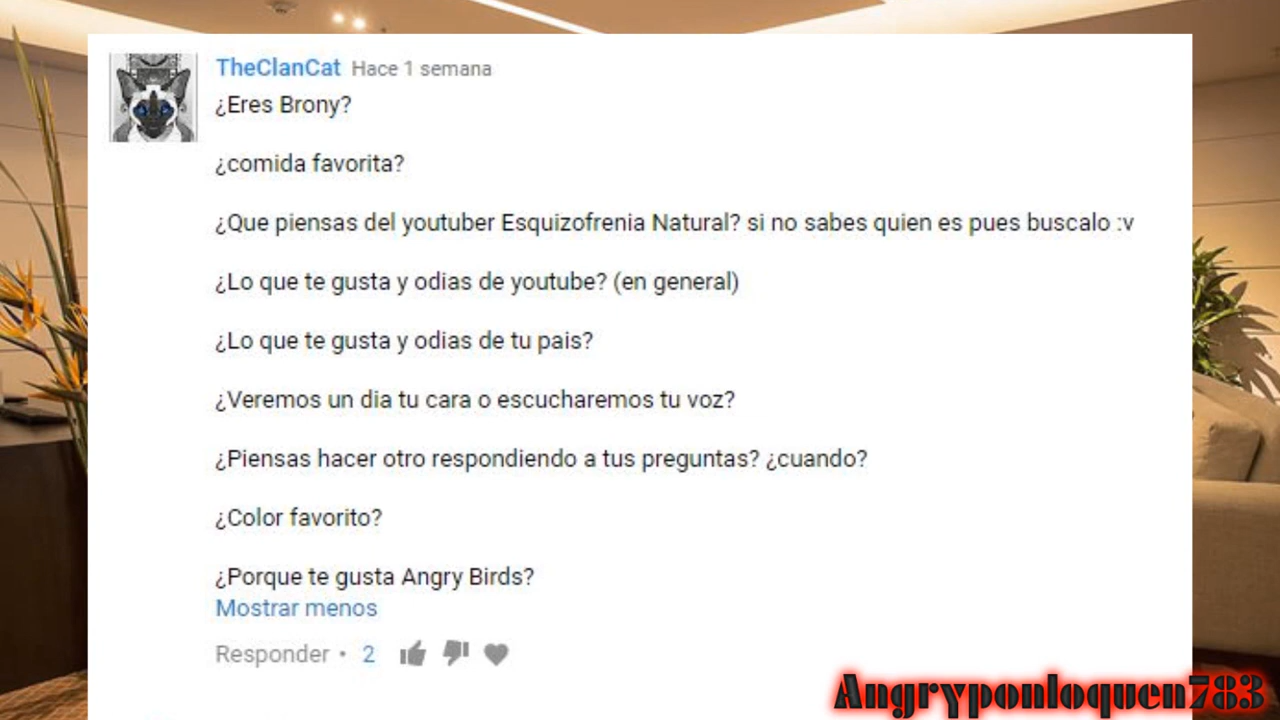 TheClanCat Hace 1 semana
¿Eres Brony?
¿comida favorita?
¿Que piensas del youtuber Esquizofrenia Natural? si no sabes quien es pues buscalo :v
¿Lo que te gusta y odias de youtube? (en general)
¿Lo que te gusta y odias de tu pais?
¿Veremos un dia tu cara o escucharemos tu voz?
¿Piensas hacer otro respondiendo a tus preguntas? ¿cuando?
¿Color favorito?
¿Porque te gusta Angry Birds?
Mostrar menos
Responder • 2
Angryponloquen783